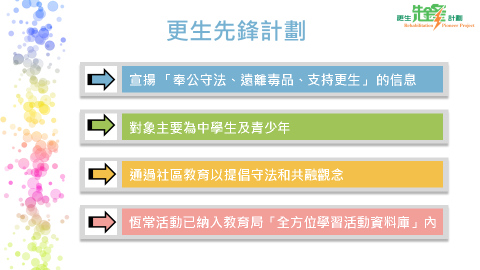 更生先鋒計劃
更生先鋒計劃
Rehabilitation Pioneer Project
宣揚「奉公守法、遠離毒品、支持更生」的信息
對象主要為中學生及青少年
通過社區教育以提倡守法和共融觀念
恆常活動已納入教育局「全方位學習活動資料庫」內